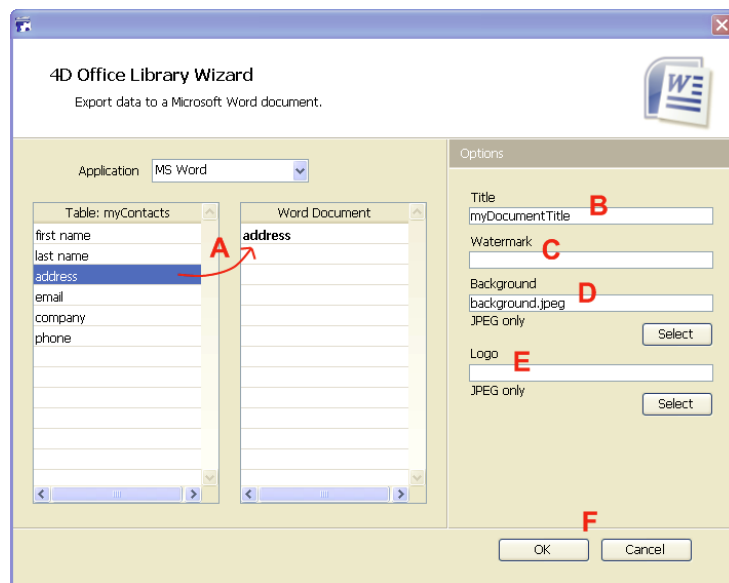 4D Office Library Wizard
Export data to a Microsoft Word document.
W
Application MS Word
Table: myContacts
first name
last name
address
email
company
phone
A
Word Document
address
Options
Title B
myDocumentTitle
Watermark C
Background D
background.jpeg
JPEG only
Select
Logo E
JPEG only
Select
F
OK Cancel